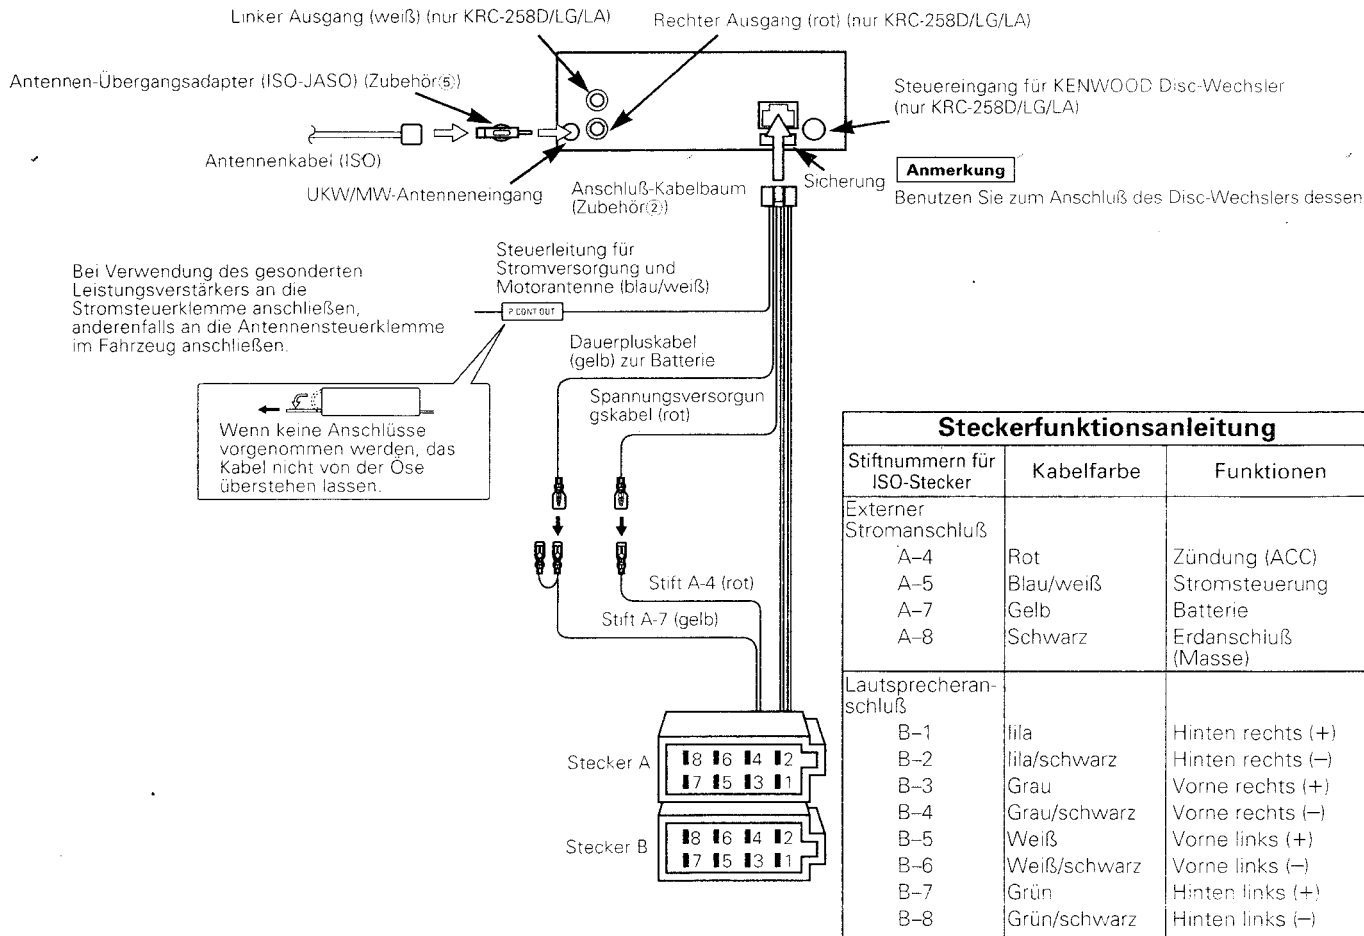 Linker Ausgang (weiß) (nur KRC-258D/LG/LA)
Rechter Ausgang (rot) (nur KRC-258D/LG/LA)
Antennen-Übergangsadapter (ISO-JASO) (Zubehör⑤)
Steuereingang für KENWOOD Disc-Wechsler
(nur KRC-258D/LG/LA)
Antennenkabel (ISO)
UKW/MW-Antenneneingang
Anschluß-Kabelbaum
(Zubehör②)
Sicherung
Anmerkung
Benutzen Sie zum Anschluß des Disc-Wechslers dessen
Steuerleitung für
Stromversorgung und
Motorantenne (blau/weiß)
Bei Verwendung des gesonderten
Leistungsverstärkers an die
Stromsteuerklemme anschließen,
anderenfalls an die Antennensteuerklemme
im Fahrzeug anschließen.
P.CONT OUT
Dauerpluskabel
(gelb) zur Batterie
Spannungsversorgun
gskabel (rot)
Wenn keine Anschlüsse
vorgenommen werden, das
Kabel nicht von der Öse
überstehen lassen.
Stift A-4 (rot)
Stift A-7 (gelb)
Stecker A
8 6 4 2
7 5 3 1
Stecker B
8 6 4 2
7 5 3 1
Steckerfunktionsanleitung
Stiftnummern für ISO-Stecker Kabelfarbe Funktionen
Externer
Stromanschluß
A–4 Rot Zündung (ACC)
A–5 Blau/weiß Stromsteuerung
A–7 Gelb Batterie
A–8 Schwarz Erdanschluß
(Masse)
Lautsprecheran-
schluß
B–1 lila Hinten rechts (+)
B–2 lila/schwarz Hinten rechts (–)
B–3 Grau Vorne rechts (+)
B–4 Grau/schwarz Vorne rechts (–)
B–5 Weiß Vorne links (+)
B–6 Weiß/schwarz Vorne links (–)
B–7 Grün Hinten links (+)
B–8 Grün/schwarz Hinten links (–)